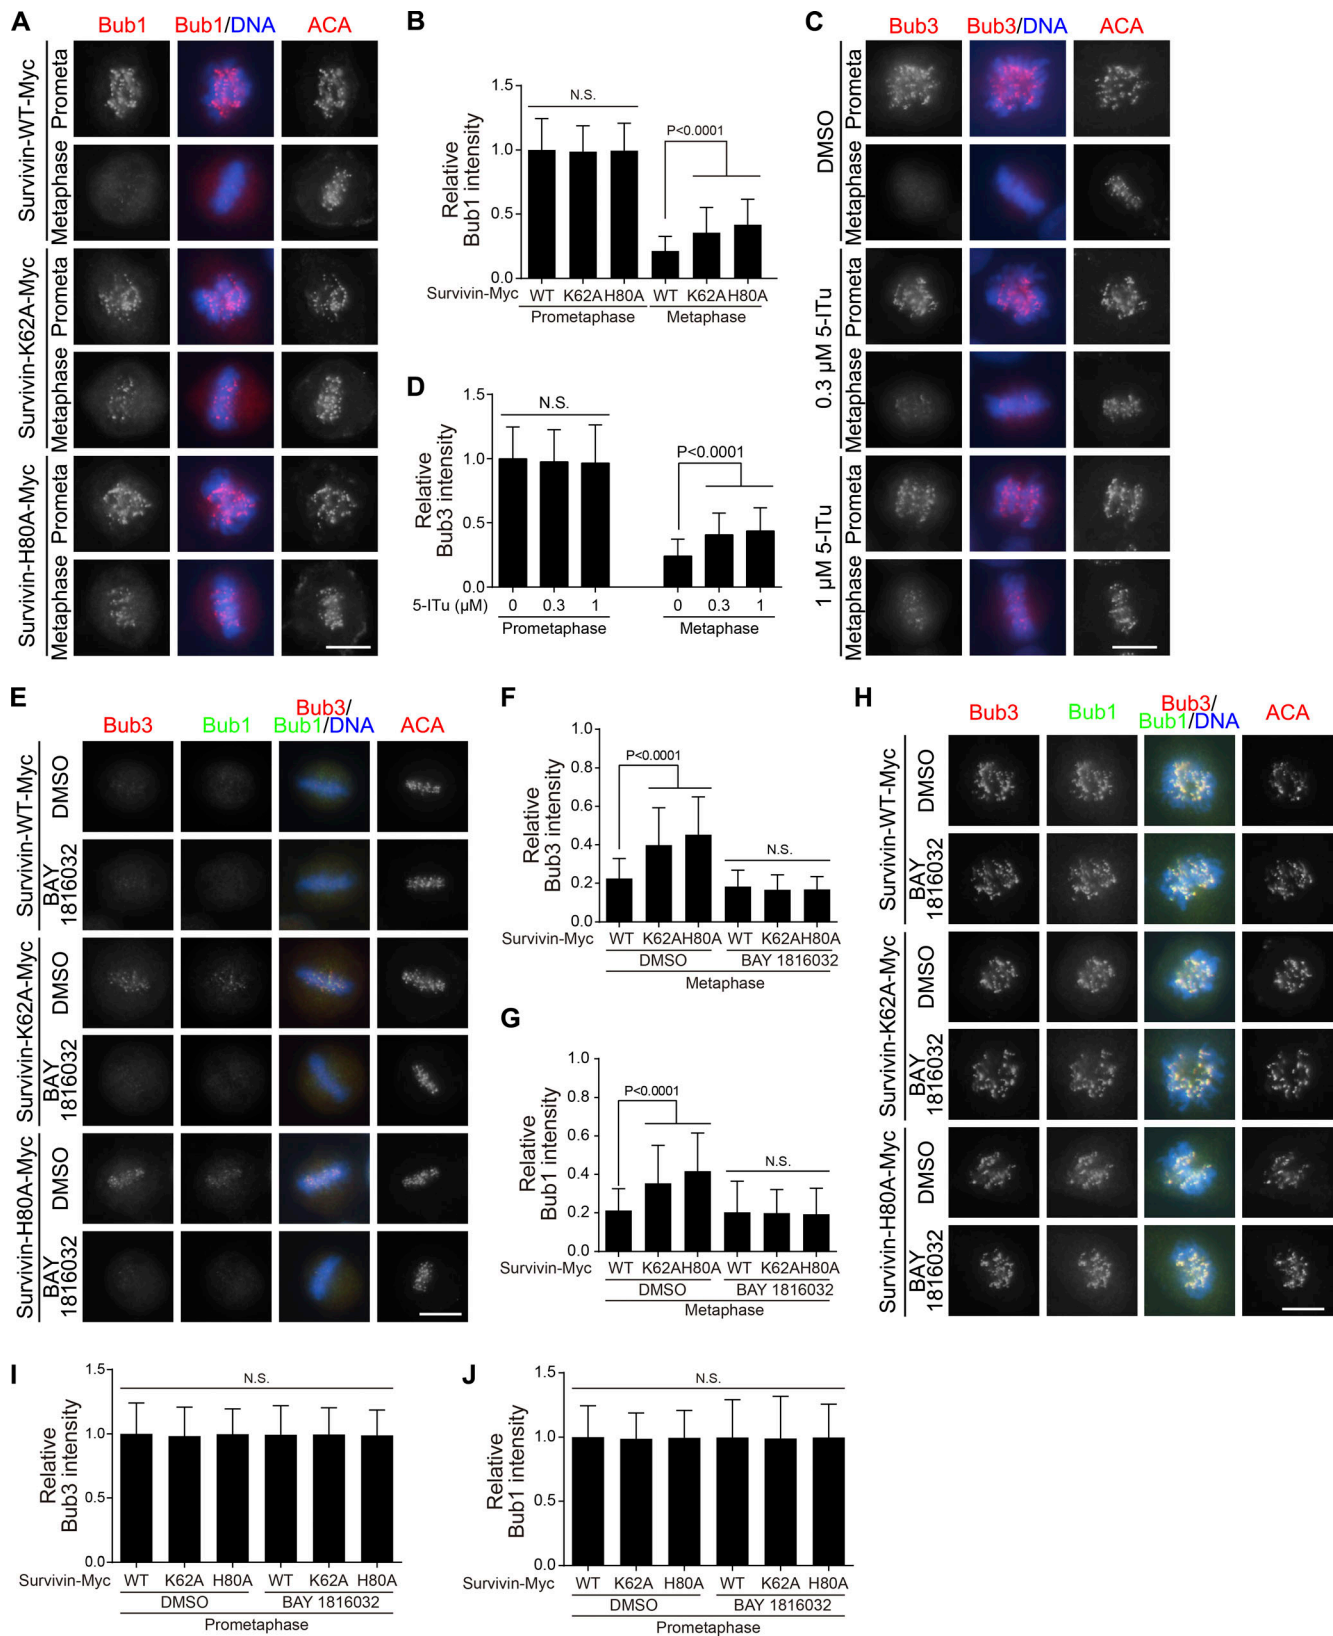 A
Bub1 Bub1/DNA ACA
Survivin-WT-Myc
Prometa
Metaphase
Survivin-K62A-Myc
Prometa
Metaphase
Survivin-H80A-Myc
Prometa
Metaphase
B
Relative
Bub1 intensity
1.5
1.0
0.5
0.0
N.S.
P<0.0001
Survivin-Myc WT K62A H80A WT K62A H80A
Prometaphase Metaphase
C
Bub3 Bub3/DNA ACA
DMSO
Prometa
Metaphase
0.3 µM 5-ITu
Prometa
Metaphase
1 µM 5-ITu
Prometa
Metaphase
D
Relative
Bub3 intensity
1.5
1.0
0.5
0.0
N.S.
P<0.0001
5-ITu (µM) 0 0.3 1 0 0.3 1
Prometaphase Metaphase
E
Bub3 Bub1 Bub3/
Bub1/DNA ACA
Survivin-WT-Myc
DMSO
BAY
1816032
Survivin-K62A-Myc
DMSO
BAY
1816032
Survivin-H80A-Myc
DMSO
BAY
1816032
F
Relative
Bub3 intensity
1.0
0.8
0.6
0.4
0.2
0.0
P<0.0001
N.S.
Survivin-Myc WT K62A H80A WT K62A H80A
DMSO BAY 1816032
Metaphase
G
Relative
Bub1 intensity
1.0
0.8
0.6
0.4
0.2
0.0
P<0.0001
N.S.
Survivin-Myc WT K62A H80A WT K62A H80A
DMSO BAY 1816032
Metaphase
H
Bub3 Bub1 Bub3/
Bub1/DNA ACA
Survivin-WT-Myc
DMSO
BAY
1816032
Survivin-K62A-Myc
DMSO
BAY
1816032
Survivin-H80A-Myc
DMSO
BAY
1816032
I
Relative
Bub3 intensity
1.5
1.0
0.5
0.0
N.S.
Survivin-Myc WT K62A H80A WT K62A H80A
DMSO BAY 1816032
Prometaphase
J
Relative
Bub1 intensity
1.5
1.0
0.5
0.0
N.S.
Survivin-Myc WT K62A H80A WT K62A H80A
DMSO BAY 1816032
Prometaphase